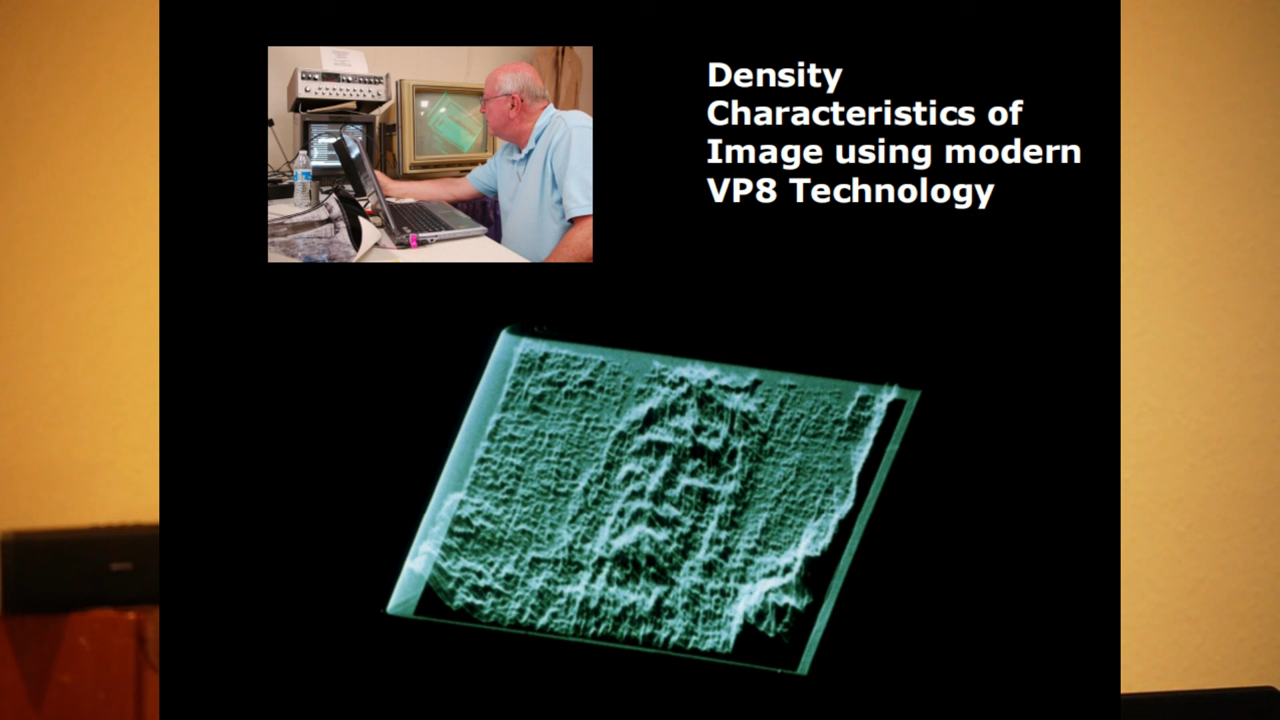 Density
Characteristics of
Image using modern
VP8 Technology